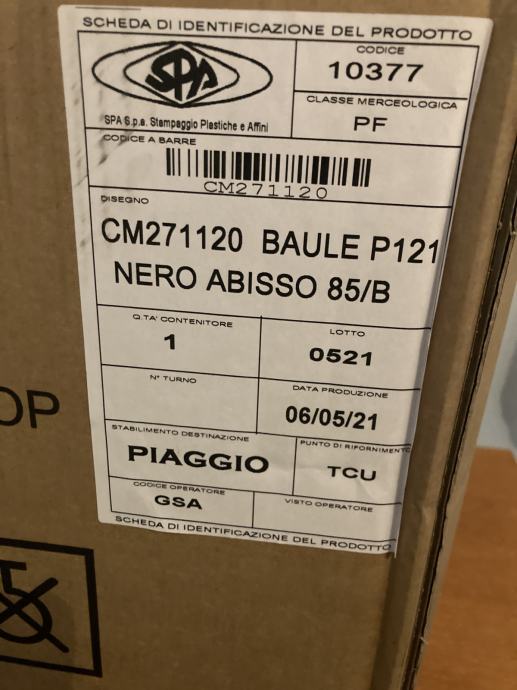 SCHEDA DI IDENTIFICAZIONE DEL PRODOTTO
SPA
SPA S.p.a. Stampaggio Plastiche e Affini
CODICE
10377
CLASSE MERCEOLOGICA
PF
CODICE A BARRE
CM271120
DISEGNO
CM271120 BAULE P121
NERO ABISSO 85/B
Q.TA' CONTENITORE
1
LOTTO
0521
N° TURNO
DATA PRODUZIONE
06/05/21
STABILIMENTO DESTINAZIONE
PIAGGIO
PUNTO DI RIFORNIMENTO
TCU
CODICE OPERATORE
GSA
VISTO OPERATORE
SCHEDA DI IDENTIFICAZIONE DEL PRODOTTO
OP
5